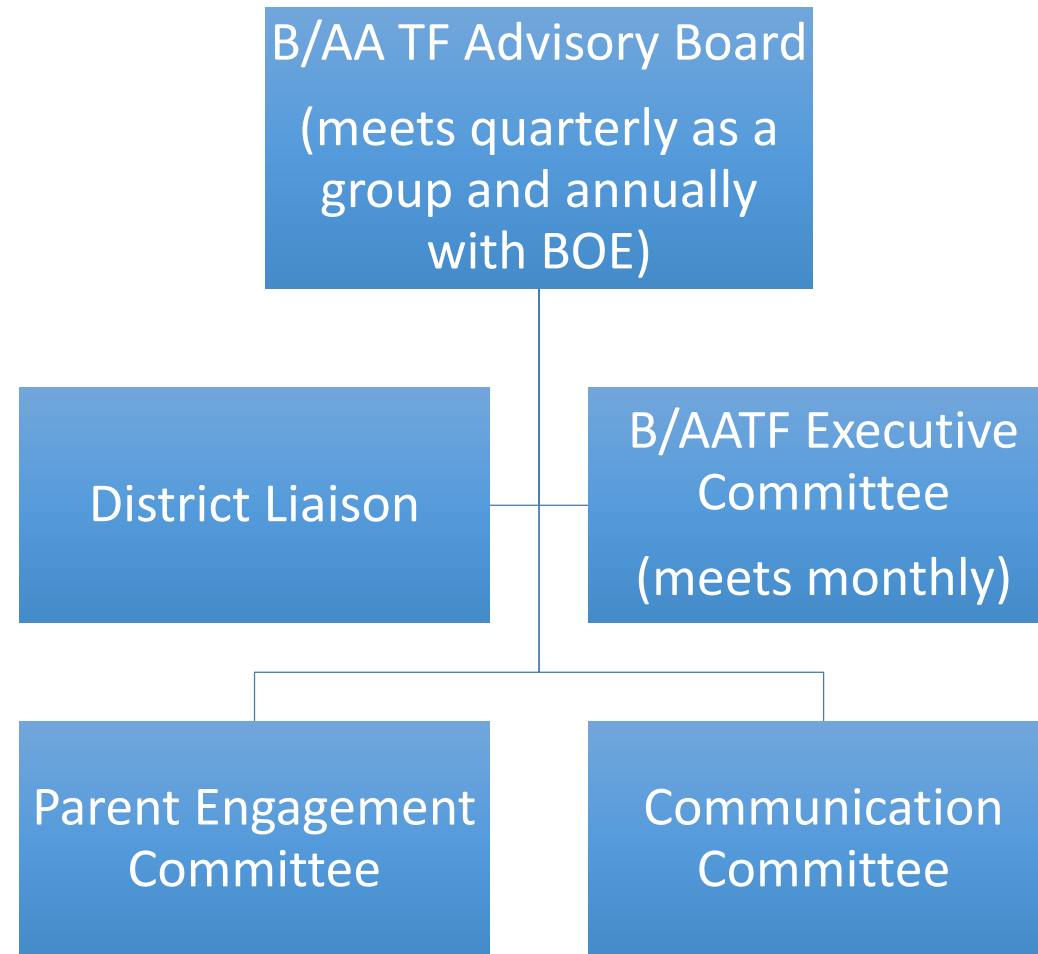 B/AA TF Advisory Board
(meets quarterly as a
group and annually
with BOE)
District Liaison
B/AATF Executive
Committee
(meets monthly)
Parent Engagement
Committee
Communication
Committee